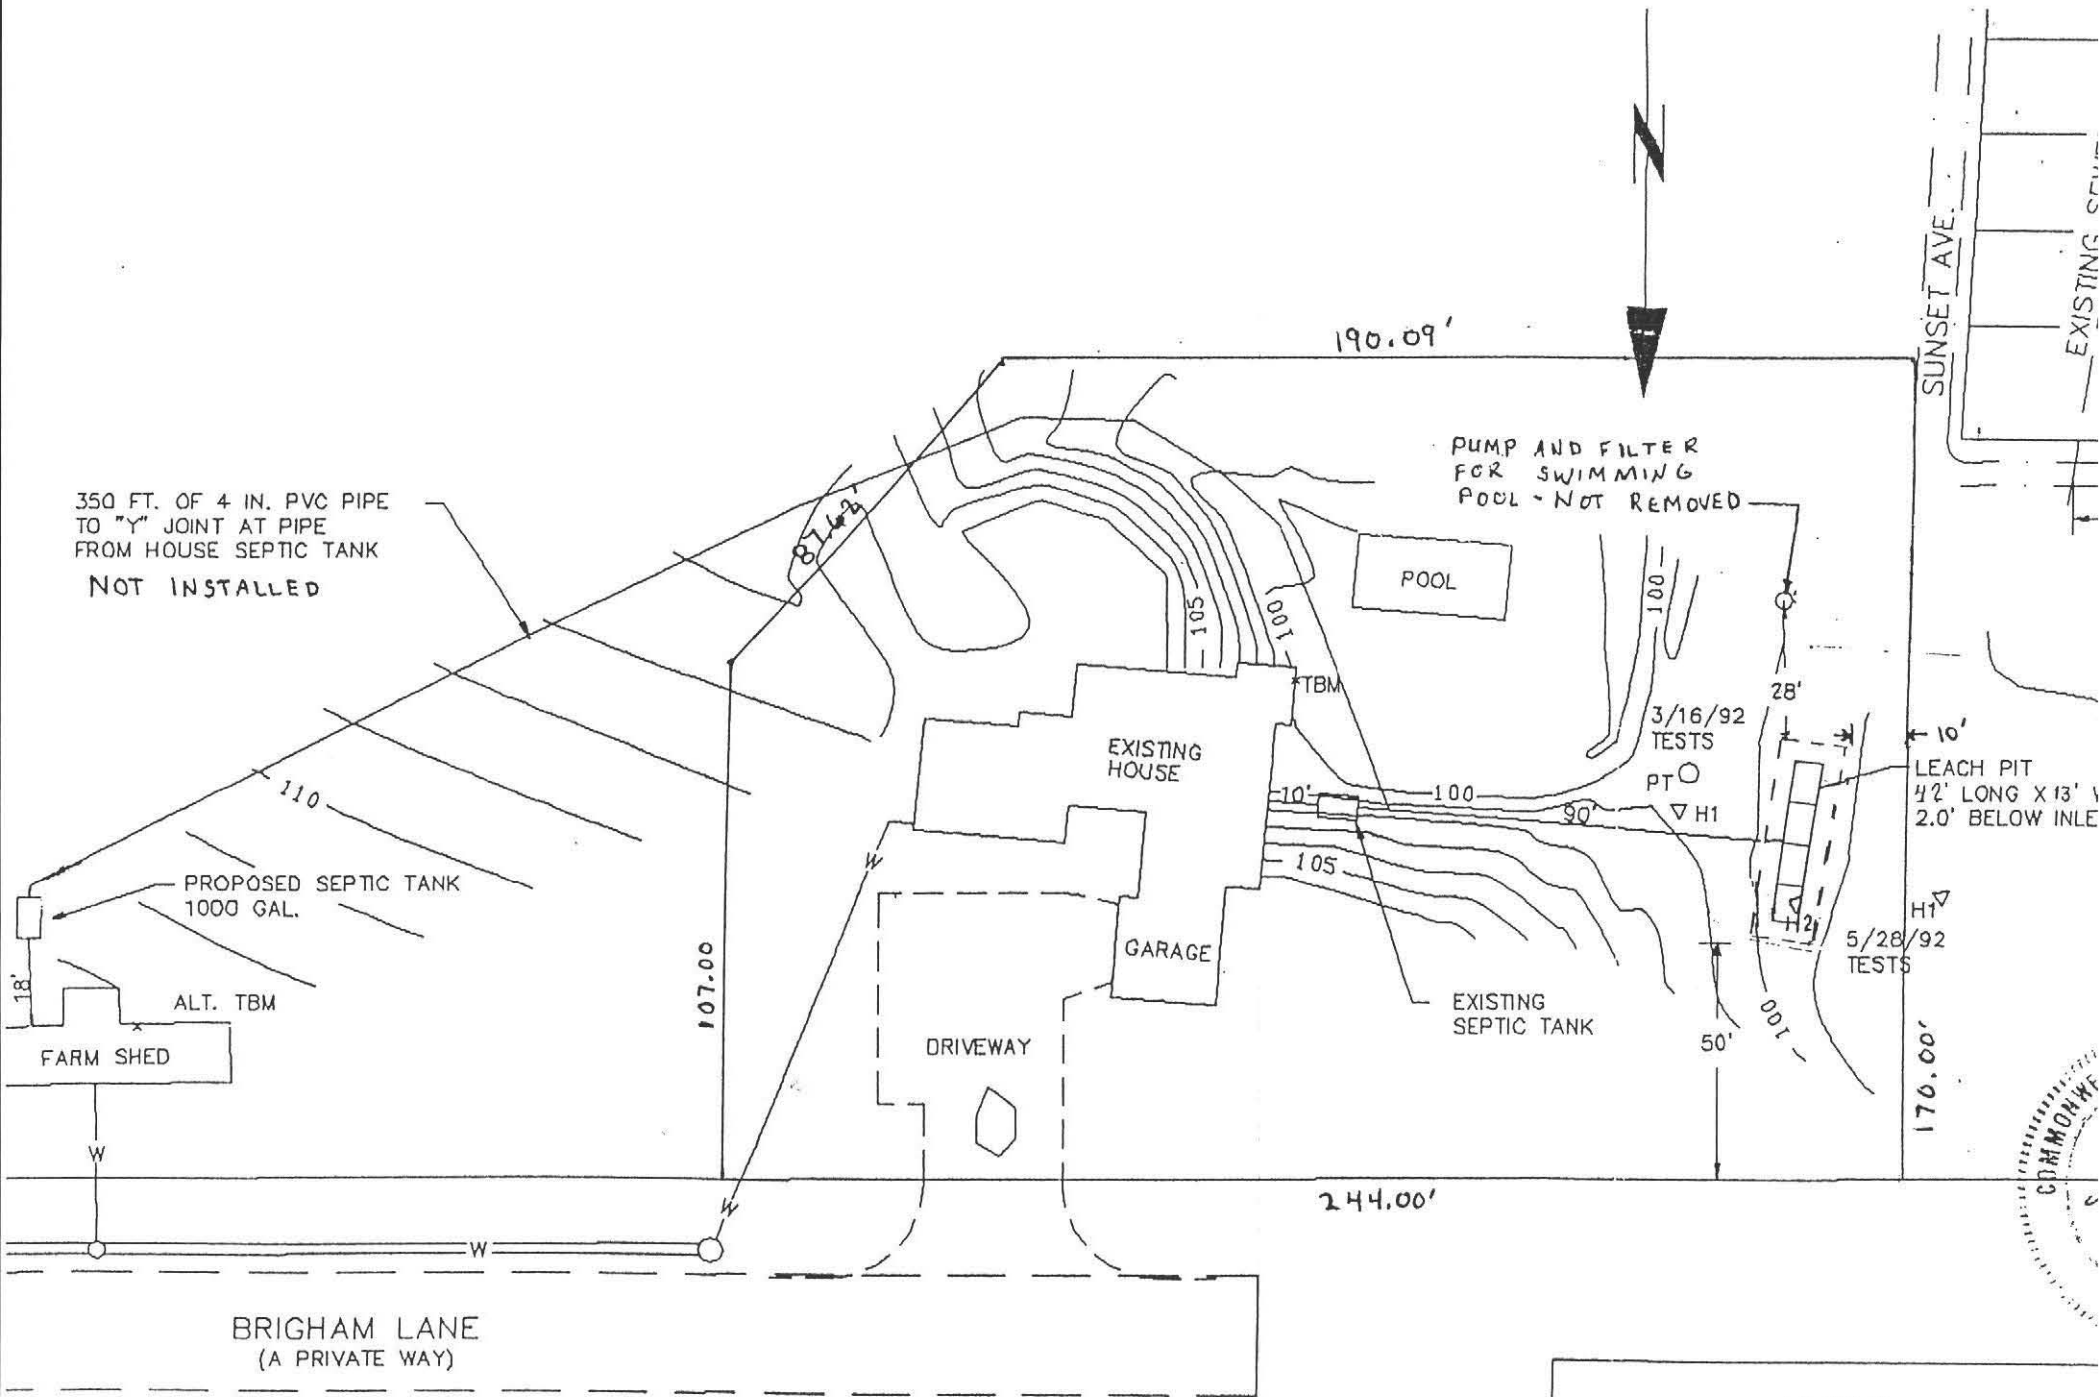 N
190.09'
SUNSET AVE.
EXISTING
PUMP AND FILTER
FOR SWIMMING
POOL - NOT REMOVED
350 FT. OF 4 IN. PVC PIPE
TO "Y" JOINT AT PIPE
FROM HOUSE SEPTIC TANK
NOT INSTALLED
87.42'
POOL
105
100
100
TBM
28'
3/16/92
TESTS
10'
EXISTING
HOUSE
PT
LEACH PIT
42' LONG X 13'
2.0' BELOW
110
10'
100
90'
H1
W
105
PROPOSED SEPTIC TANK
1000 GAL.
H1
H2
5/28/92
TESTS
GARAGE
18'
107.00
ALT. TBM
EXISTING
SEPTIC TANK
100
50'
FARM SHED
DRIVEWAY
170.00'
W
244.00'
W
W
BRIGHAM LANE
(A PRIVATE WAY)